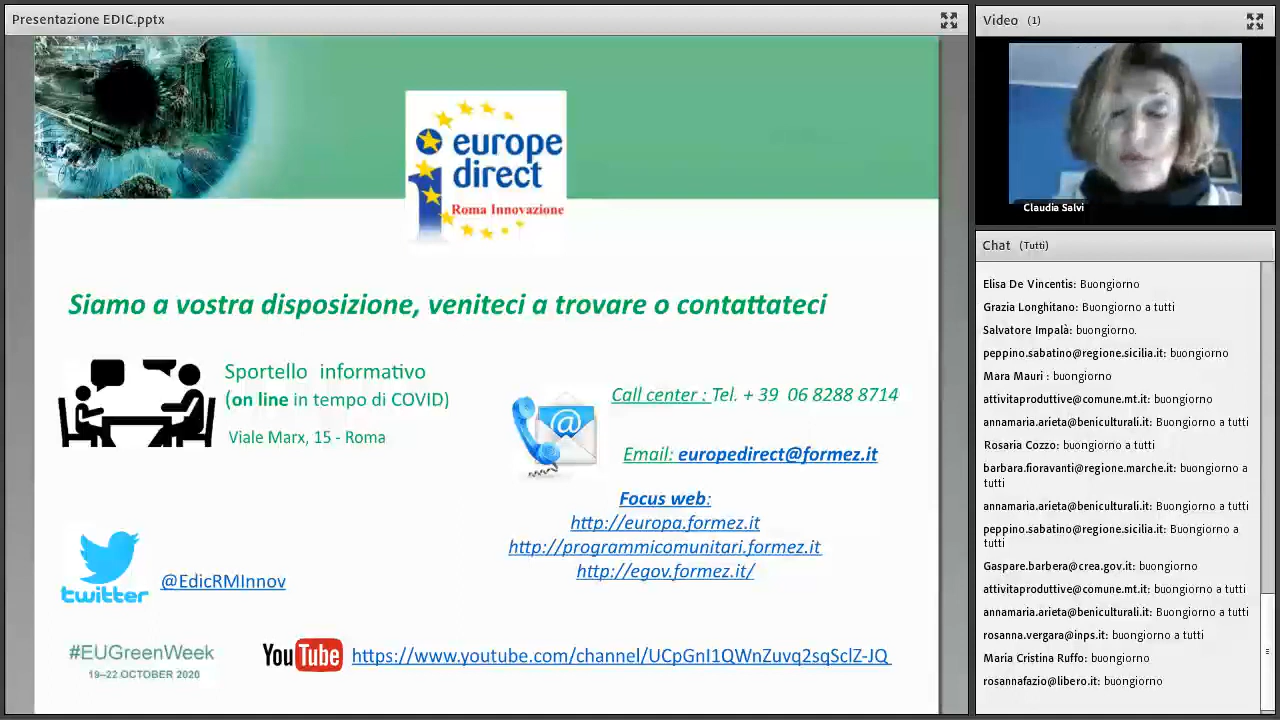 Presentazione EDIC.pptx
europe
direct
Roma Innovazione
Siamo a vostra disposizione, veniteci a trovare o contattateci
Sportello informativo
(on line in tempo di COVID)
Viale Marx, 15 - Roma
Call center : Tel. + 39 06 8288 8714
@
Email: europedirect@formez.it
Focus web:
http://europa.formez.it
http://programmicomunitari.formez.it
http://egov.formez.it/
twitter
@EdicRMInnov
#EUGreenWeek
19–22 OCTOBER 2020
YouTube
https://www.youtube.com/channel/UCpGnI1QWnZuvq2sqSclZ-JQ
Video (1)
Claudia Salvi
Chat (Tutti)
Elisa De Vincentis: Buongiorno
Grazia Longhitano: Buongiorno a tutti
Salvatore Impalà: buongiorno.
peppino.sabatino@regione.sicilia.it: buongiorno
Mara Mauri : buongiorno
attivitaproduttive@comune.mt.it: buongiorno
annamaria.arieta@beniculturali.it: Buongiorno a tutti
Rosaria Cozzo: buongiorno a tutti
barbara.fioravanti@regione.marche.it: buongiorno a
tutti
annamaria.arieta@beniculturali.it: Buongiorno a tutti
peppino.sabatino@regione.sicilia.it: Buongiorno a
tutti
Gaspare.barbera@crea.gov.it: buongiorno
attivitaproduttive@comune.mt.it: buongiorno a tutti
annamaria.arieta@beniculturali.it: Buongiorno a tutti
rosanna.vergara@inps.it: buongiorno a tutti
Maria Cristina Ruffo: buongiorno
rosannafazio@libero.it: buongiorno